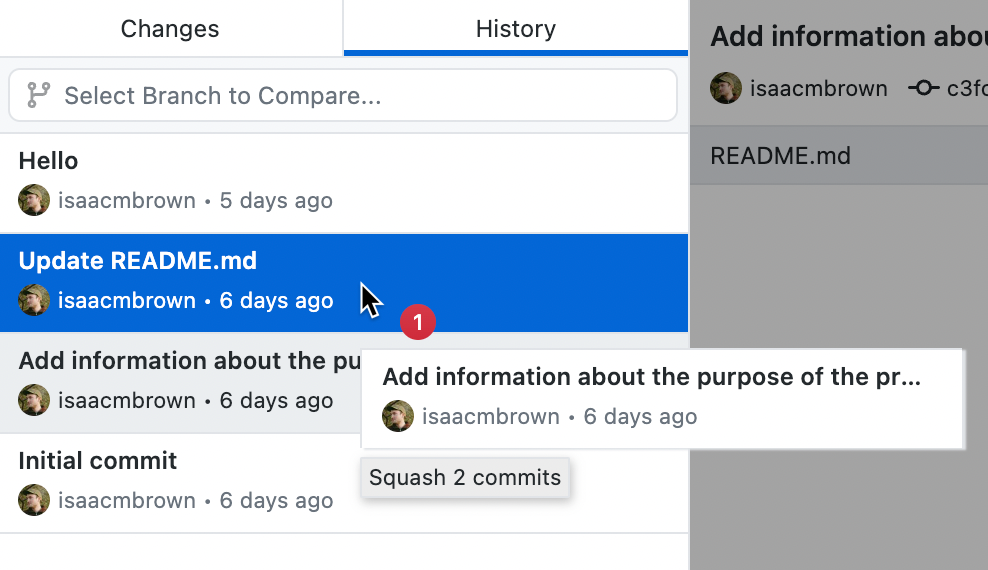 Changes
History
Select Branch to Compare...
Hello
isaacmbrown • 5 days ago
Update README.md
isaacmbrown • 6 days ago
1
Add information about the pu
isaacmbrown • 6 days ago
Add information about the purpose of the pr...
isaacmbrown • 6 days ago
Squash 2 commits
Initial commit
isaacmbrown • 6 days ago
Add information abou
isaacmbrown c3fc
README.md